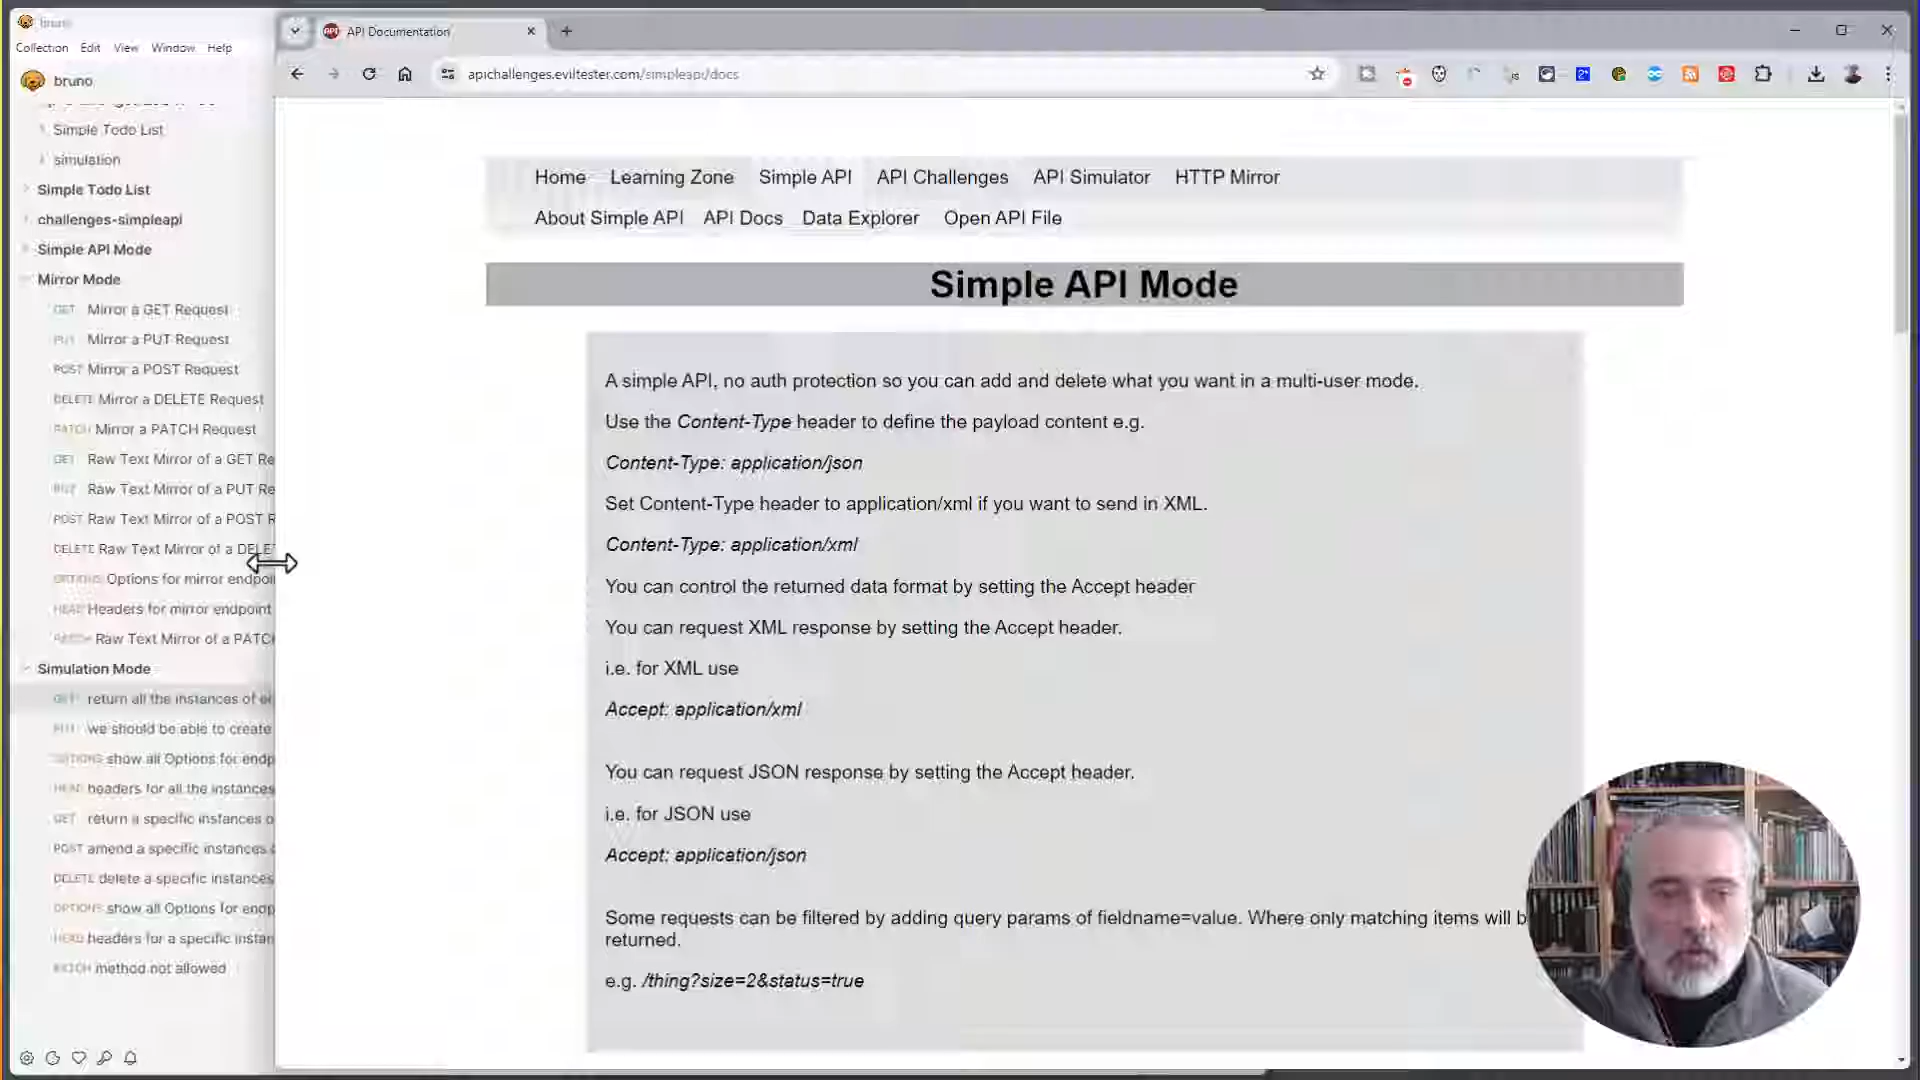 bruno
Collection Edit View Window Help
bruno
Simple Todo List
simulation
Simple Todo List
challenges-simpleapi
Simple API Mode
Mirror Mode
GET Mirror a GET Request
PUT Mirror a PUT Request
POST Mirror a POST Request
DELETE Mirror a DELETE Request
PATCH Mirror a PATCH Request
GET Raw Text Mirror of a GET Re
PUT Raw Text Mirror of a PUT Re
POST Raw Text Mirror of a POST R
DELETE Raw Text Mirror of a DELE
OPTIONS Options for mirror endpoi
HEAD Headers for mirror endpoint
PATCH Raw Text Mirror of a PATC
Simulation Mode
GET return all the instances of
PUT we should be able to create
OPTIONS show all Options for endp
HEAD headers for all the instances
GET return a specific instances
POST amend a specific instances
DELETE delete a specific instances
OPTIONS show all Options for endp
HEAD headers for a specific instan
PATCH method not allowed
API Documentation
apichallenges.eviltester.com/simpleapi/docs
Home Learning Zone Simple API API Challenges API Simulator HTTP Mirror
About Simple API API Docs Data Explorer Open API File
Simple API Mode
A simple API, no auth protection so you can add and delete what you want in a multi-user mode.
Use the Content-Type header to define the payload content e.g.
Content-Type: application/json
Set Content-Type header to application/xml if you want to send in XML.
Content-Type: application/xml
You can control the returned data format by setting the Accept header
You can request XML response by setting the Accept header.
i.e. for XML use
Accept: application/xml
You can request JSON response by setting the Accept header.
i.e. for JSON use
Accept: application/json
Some requests can be filtered by adding query params of fieldname=value. Where only matching items will b
returned.
e.g. /thing?size=2&status=true